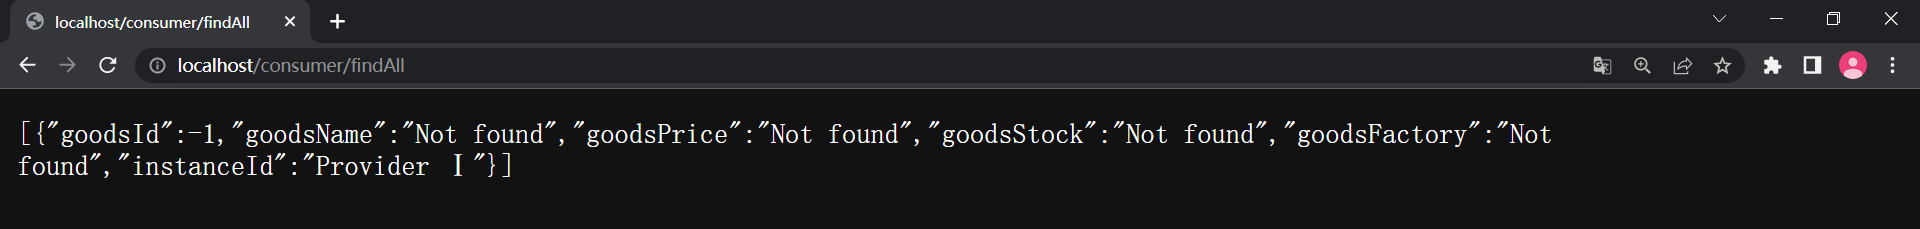 localhost/consumer/findAll
localhost/consumer/findAll
[{"goodsId":-1,"goodsName":"Not found","goodsPrice":"Not found","goodsStock":"Not found","goodsFactory":"Not
found","instanceId":"Provider Ⅰ"}]